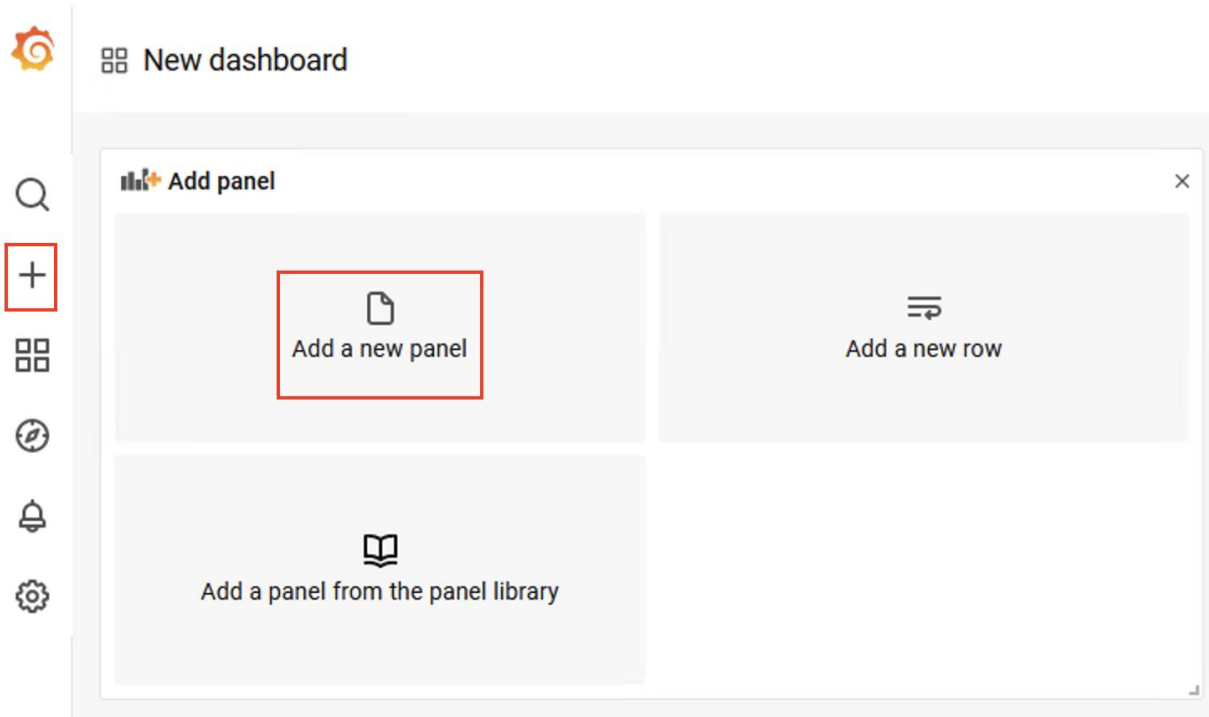 New dashboard
Add panel
Add a new panel
Add a new row
Add a panel from the panel library